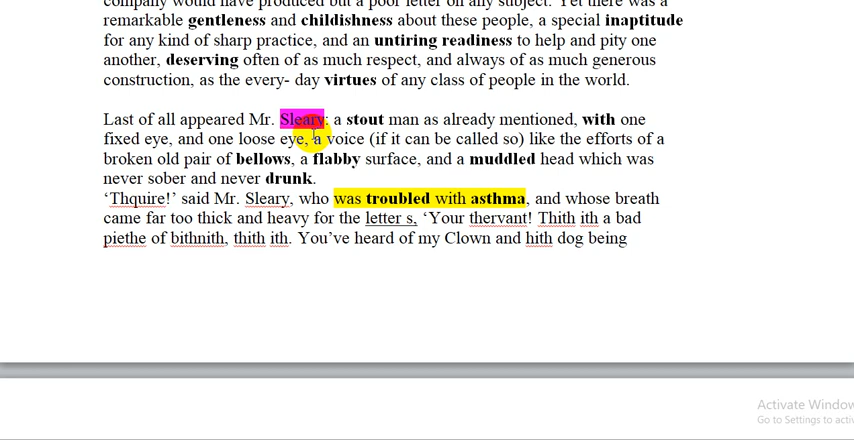 company would have produced but a poor letter on any subject. Yet there was a
remarkable gentleness and childishness about these people, a special inaptitude
for any kind of sharp practice, and an untiring readiness to help and pity one
another, deserving often of as much respect, and always of as much generous
construction, as the every- day virtues of any class of people in the world.
Last of all appeared Mr. Sleary: a stout man as already mentioned, with one
fixed eye, and one loose eye, a voice (if it can be called so) like the efforts of a
broken old pair of bellows, a flabby surface, and a muddled head which was
never sober and never drunk.
‘Thquire!’ said Mr. Sleary, who was troubled with asthma, and whose breath
came far too thick and heavy for the letter s, ‘Your thervant! Thith ith a bad
piethe of bithnith, thith ith. You’ve heard of my Clown and hith dog being
Activate Window
Go to Settings to activ